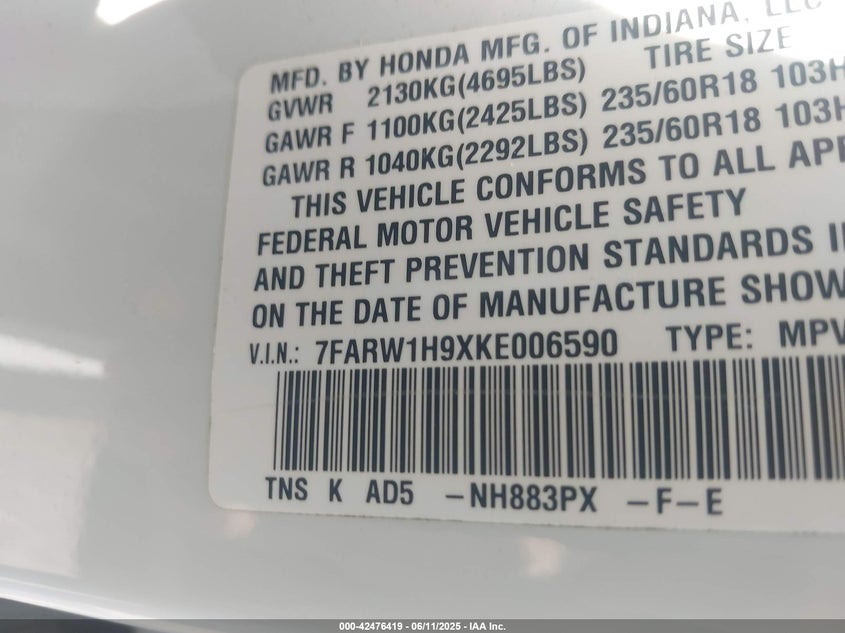 MFD. BY HONDA MFG. OF INDIANA, LLC
GVWR 2130KG(4695LBS) TIRE SIZE
GAWR F 1100KG(2425LBS) 235/60R18 103H
GAWR R 1040KG(2292LBS) 235/60R18 103H
THIS VEHICLE CONFORMS TO ALL APP
FEDERAL MOTOR VEHICLE SAFETY
AND THEFT PREVENTION STANDARDS I
ON THE DATE OF MANUFACTURE SHOW
V.I.N.: 7FARW1H9XKE006590 TYPE: MPV
TNS K AD5 -NH883PX -F-E
000-42476419 - 06/11/2025 - IAA Inc.